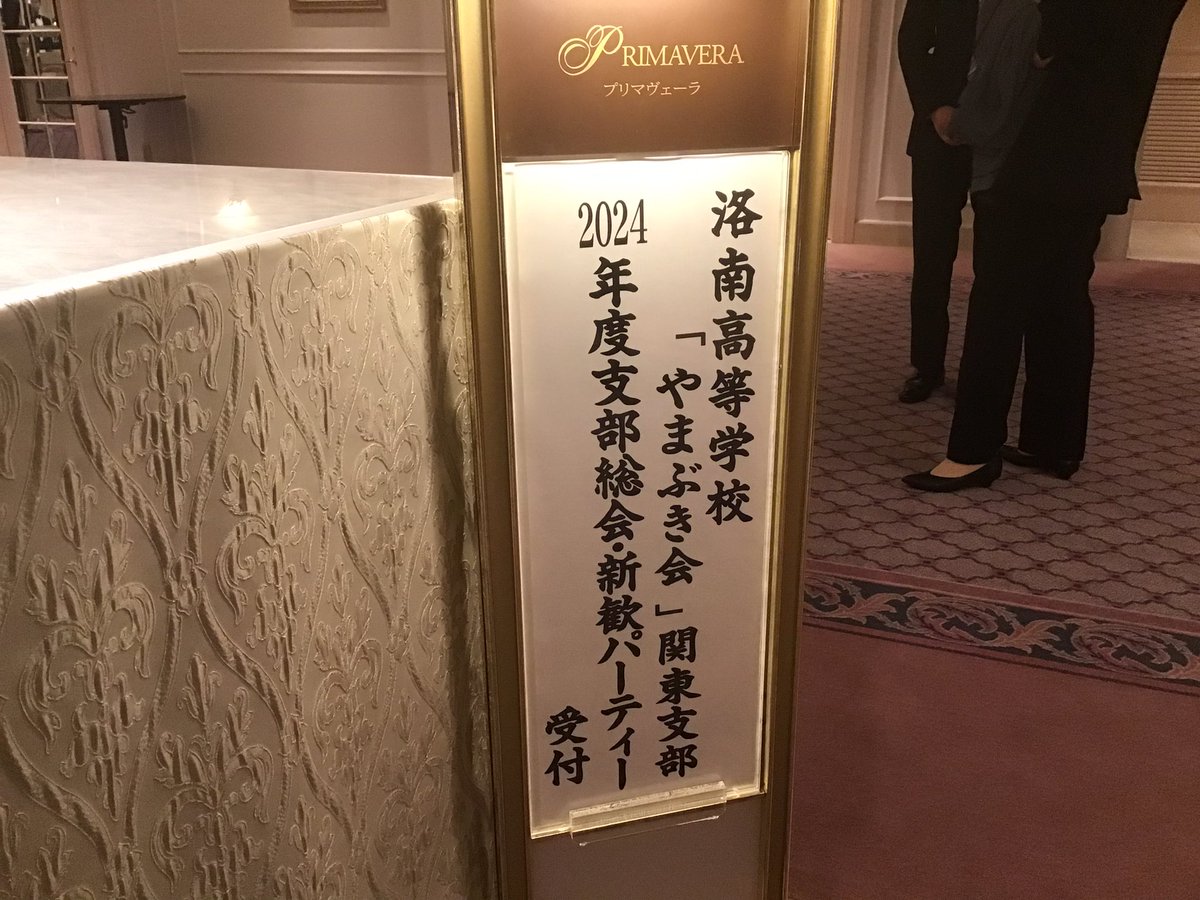 PRIMAVERA
プリマヴェーラ
洛南高等学校
「やまぶき会」関東支部
2024年度支部総会・新歓パーティー
受付